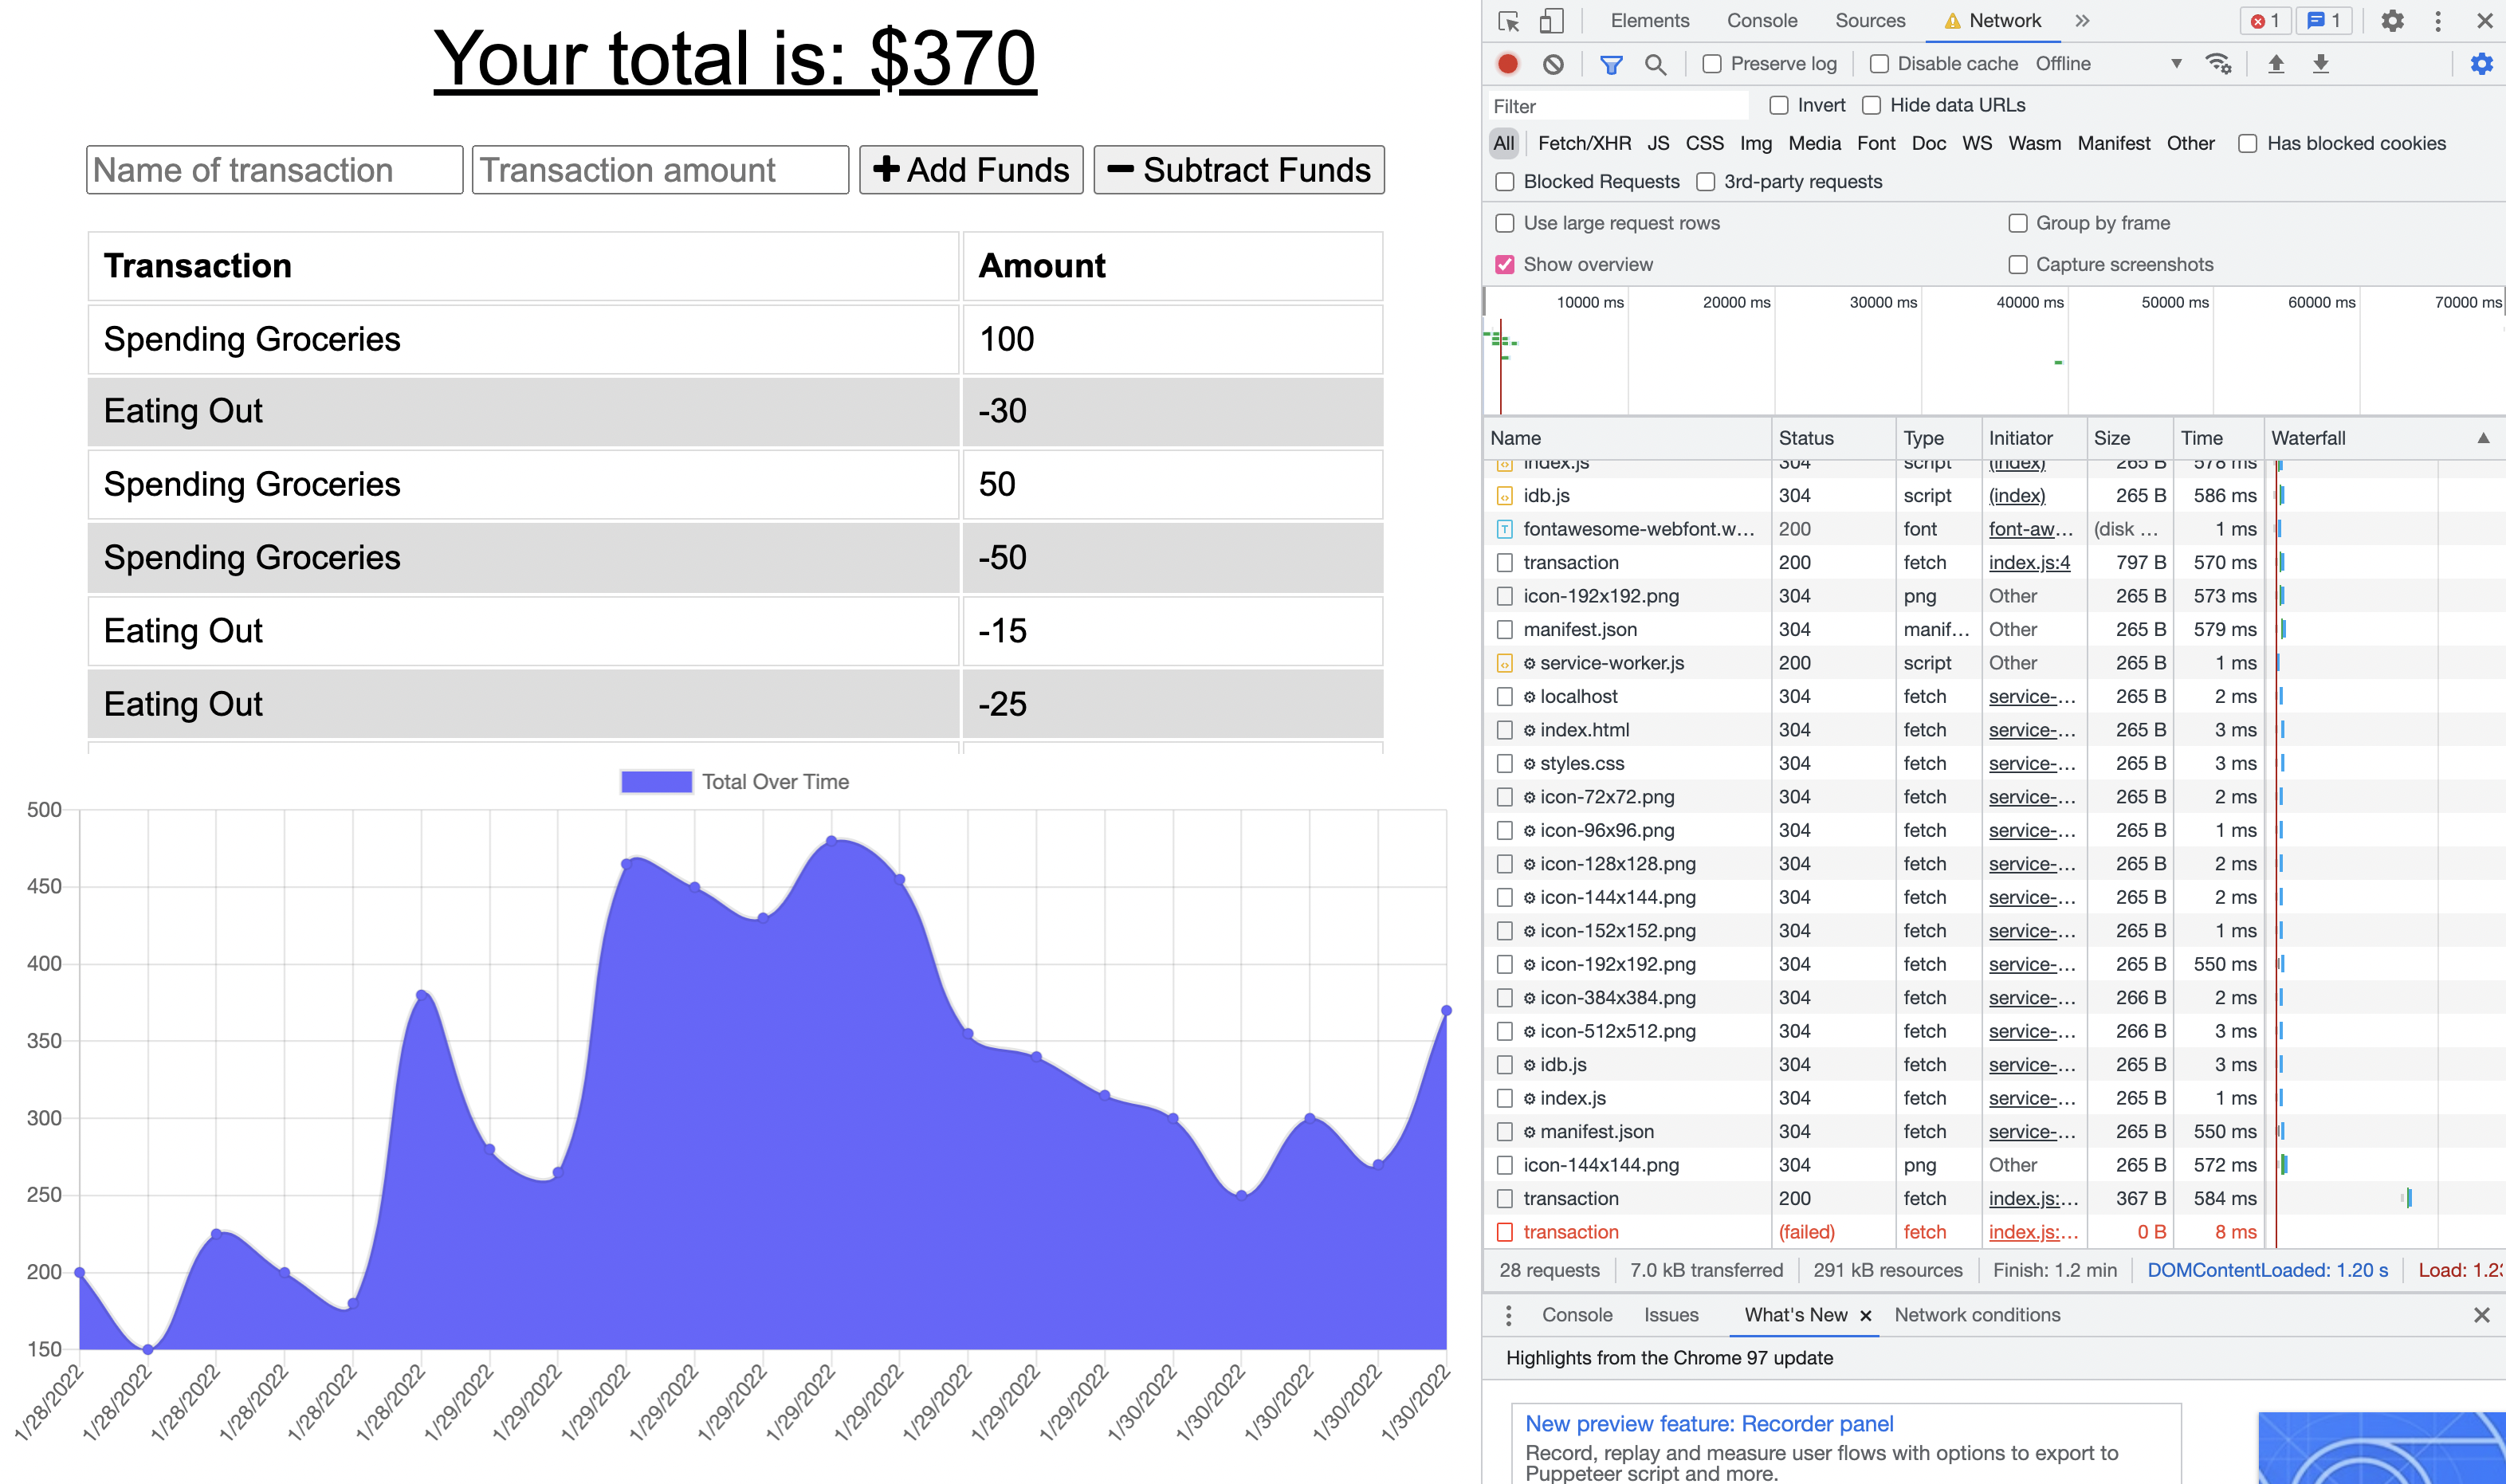 Your total is: $370
Name of transaction Transaction amount Add Funds Subtract Funds
Transaction Amount
Spending Groceries 100
Eating Out -30
Spending Groceries 50
Spending Groceries -50
Eating Out -15
Eating Out -25
Total Over Time
500
450
400
350
300
250
200
150
1/28/2022 1/28/2022 1/28/2022 1/28/2022 1/28/2022 1/28/2022 1/29/2022 1/29/2022 1/29/2022 1/29/2022 1/29/2022 1/29/2022 1/29/2022 1/29/2022 1/29/2022 1/29/2022 1/30/2022 1/30/2022 1/30/2022 1/30/2022 1/30/2022
Elements Console Sources Network » 1 1
Preserve log Disable cache Offline
Filter Invert Hide data URLs
All Fetch/XHR JS CSS Img Media Font Doc WS Wasm Manifest Other Has blocked cookies
Blocked Requests 3rd-party requests
Use large request rows Group by frame
Show overview Capture screenshots
10000 ms 20000 ms 30000 ms 40000 ms 50000 ms 60000 ms 70000 ms
Name Status Type Initiator Size Time Waterfall
index.js 304 script (index) 265 B 578 ms
idb.js 304 script (index) 265 B 586 ms
fontawesome-webfont.w... 200 font font-aw... (disk ... 1 ms
transaction 200 fetch index.js:4 797 B 570 ms
icon-192x192.png 304 png Other 265 B 573 ms
manifest.json 304 manif... Other 265 B 579 ms
service-worker.js 200 script Other 265 B 1 ms
localhost 304 fetch service-... 265 B 2 ms
index.html 304 fetch service-... 265 B 3 ms
styles.css 304 fetch service-... 265 B 3 ms
icon-72x72.png 304 fetch service-... 265 B 2 ms
icon-96x96.png 304 fetch service-... 265 B 1 ms
icon-128x128.png 304 fetch service-... 265 B 2 ms
icon-144x144.png 304 fetch service-... 265 B 2 ms
icon-152x152.png 304 fetch service-... 265 B 1 ms
icon-192x192.png 304 fetch service-... 265 B 550 ms
icon-384x384.png 304 fetch service-... 266 B 2 ms
icon-512x512.png 304 fetch service-... 266 B 3 ms
idb.js 304 fetch service-... 265 B 3 ms
index.js 304 fetch service-... 265 B 1 ms
manifest.json 304 fetch service-... 265 B 550 ms
icon-144x144.png 304 png Other 265 B 572 ms
transaction 200 fetch index.js:... 367 B 584 ms
transaction (failed) fetch index.js:... 0 B 8 ms
28 requests 7.0 kB transferred 291 kB resources Finish: 1.2 min DOMContentLoaded: 1.20 s Load: 1.2
Console Issues What's New × Network conditions
Highlights from the Chrome 97 update
New preview feature: Recorder panel
Record, replay and measure user flows with options to export to
Puppeteer script and more.